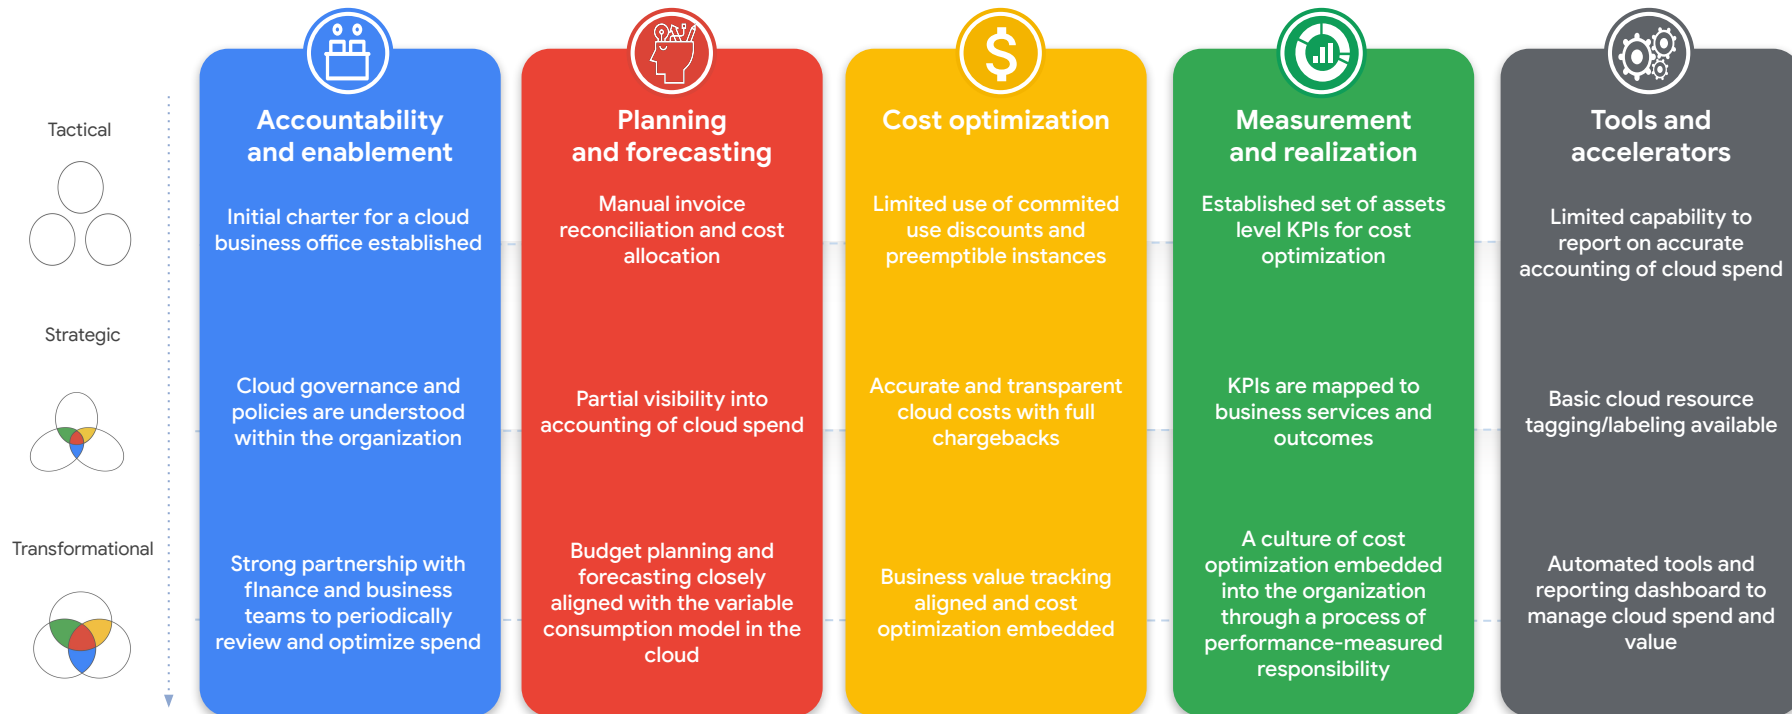 Tactical
Strategic
Transformational
Accountability
and enablement
Initial charter for a cloud
business office established
Cloud governance and
policies are understood
within the organization
Strong partnership with
finance and business
teams to periodically
review and optimize spend
Planning
and forecasting
Manual invoice
reconciliation and cost
allocation
Partial visibility into
accounting of cloud spend
Budget planning and
forecasting closely
aligned with the variable
consumption model in the
cloud
Cost optimization
Limited use of commited
use discounts and
preemptible instances
Accurate and transparent
cloud costs with full
chargebacks
Business value tracking
aligned and cost
optimization embedded
Measurement
and realization
Established set of assets
level KPIs for cost
optimization
KPIs are mapped to
business services and
outcomes
A culture of cost
optimization embedded
into the organization
through a process of
performance-measured
responsibility
Tools and
accelerators
Limited capability to
report on accurate
accounting of cloud spend
Basic cloud resource
tagging/labeling available
Automated tools and
reporting dashboard to
manage cloud spend and
value